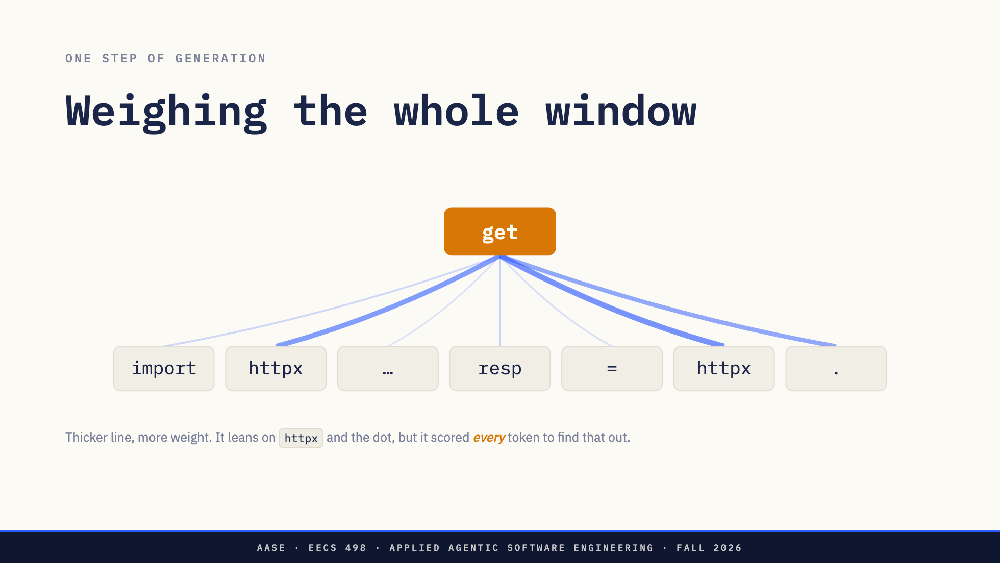 ONE STEP OF GENERATION
Weighing the whole window
get
import httpx … resp = httpx .
Thicker line, more weight. It leans on httpx and the dot, but it scored every token to find that out.
AASE · EECS 498 · APPLIED AGENTIC SOFTWARE ENGINEERING · FALL 2026